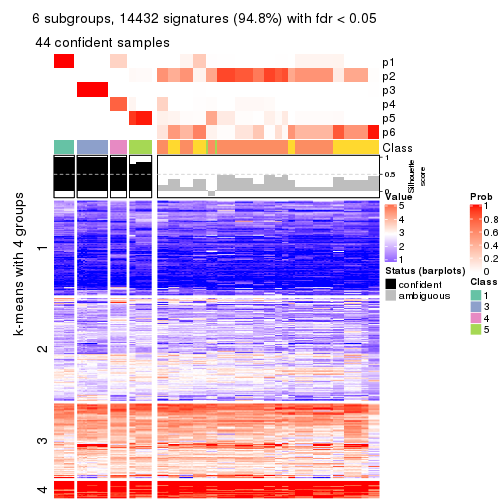 6 subgroups, 14432 signatures (94.8%) with fdr < 0.05
44 confident samples
p1
p2
p3
p4
p5
p6
Class
1
0.5
0
Silhouette
score
k-means with 4 groups
1
2
3
4
Value
5
4
3
2
1
Status (barplots)
confident
ambiguous
Prob
1
0.8
0.6
0.4
0.2
0
Class
1
3
4
5